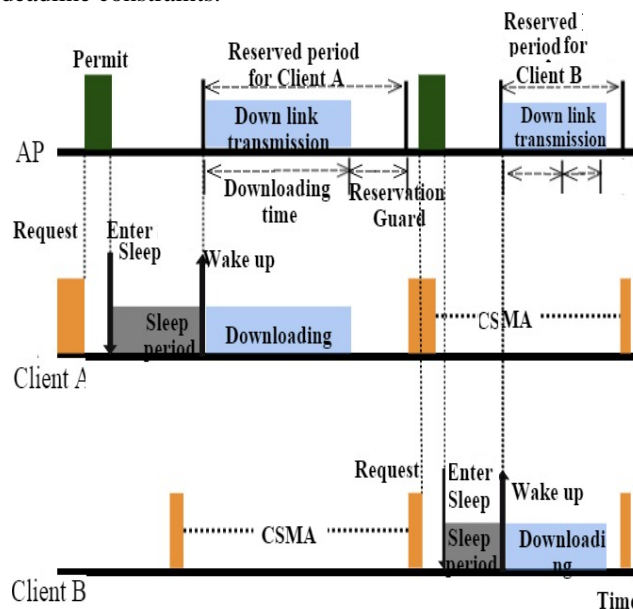 deadline constraints.
Permit
Reserved period
for Client A
Reserved
period for
Client B
Down link
transmission
Down link
transmission
AP
Downloading
time
Reservation
Guard
Request
Enter
Sleep
Wake up
CSMA
Sleep
period
Downloading
Client A
Request
Enter
Sleep
Wake up
CSMA
Sleep
period
Downloadi
ng
Client B
Time